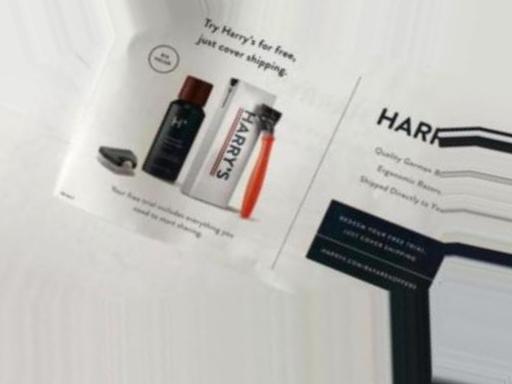 Try Harry's for free,
just cover shipping.
H'
HARRY'S
Your free trial includes everything you
need to start shaving.
HARR
Quality German
Ergonomic Razors.
Shipped Directly to You
REDEEM YOUR FREE TRIAL,
JUST COVER SHIPPING